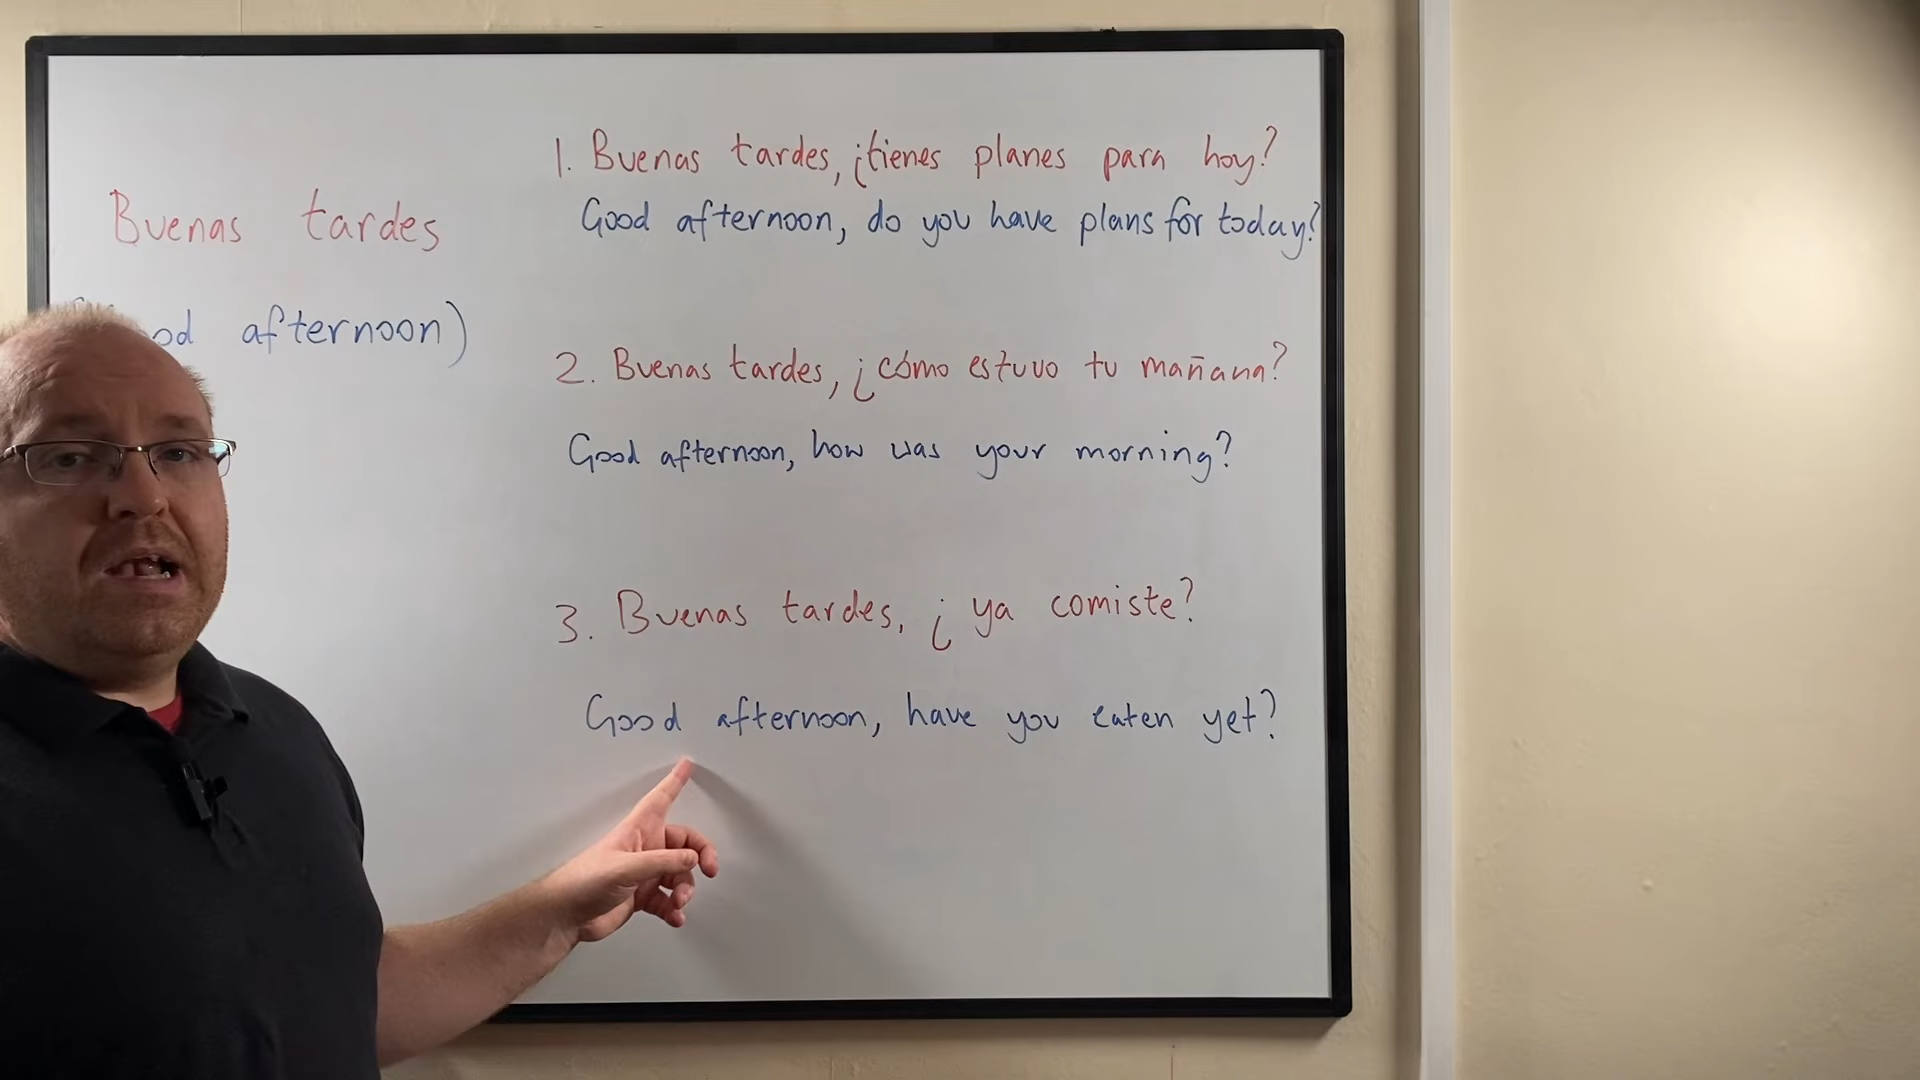 Buenas tardes
od afternoon)
1. Buenas tardes, ¿tienes planes para hoy?
Good afternoon, do you have plans for today?
2. Buenas tardes, ¿cómo estuvo tu mañana?
Good afternoon, how was your morning?
3. Buenas tardes, ¿ya comiste?
Good afternoon, have you eaten yet?